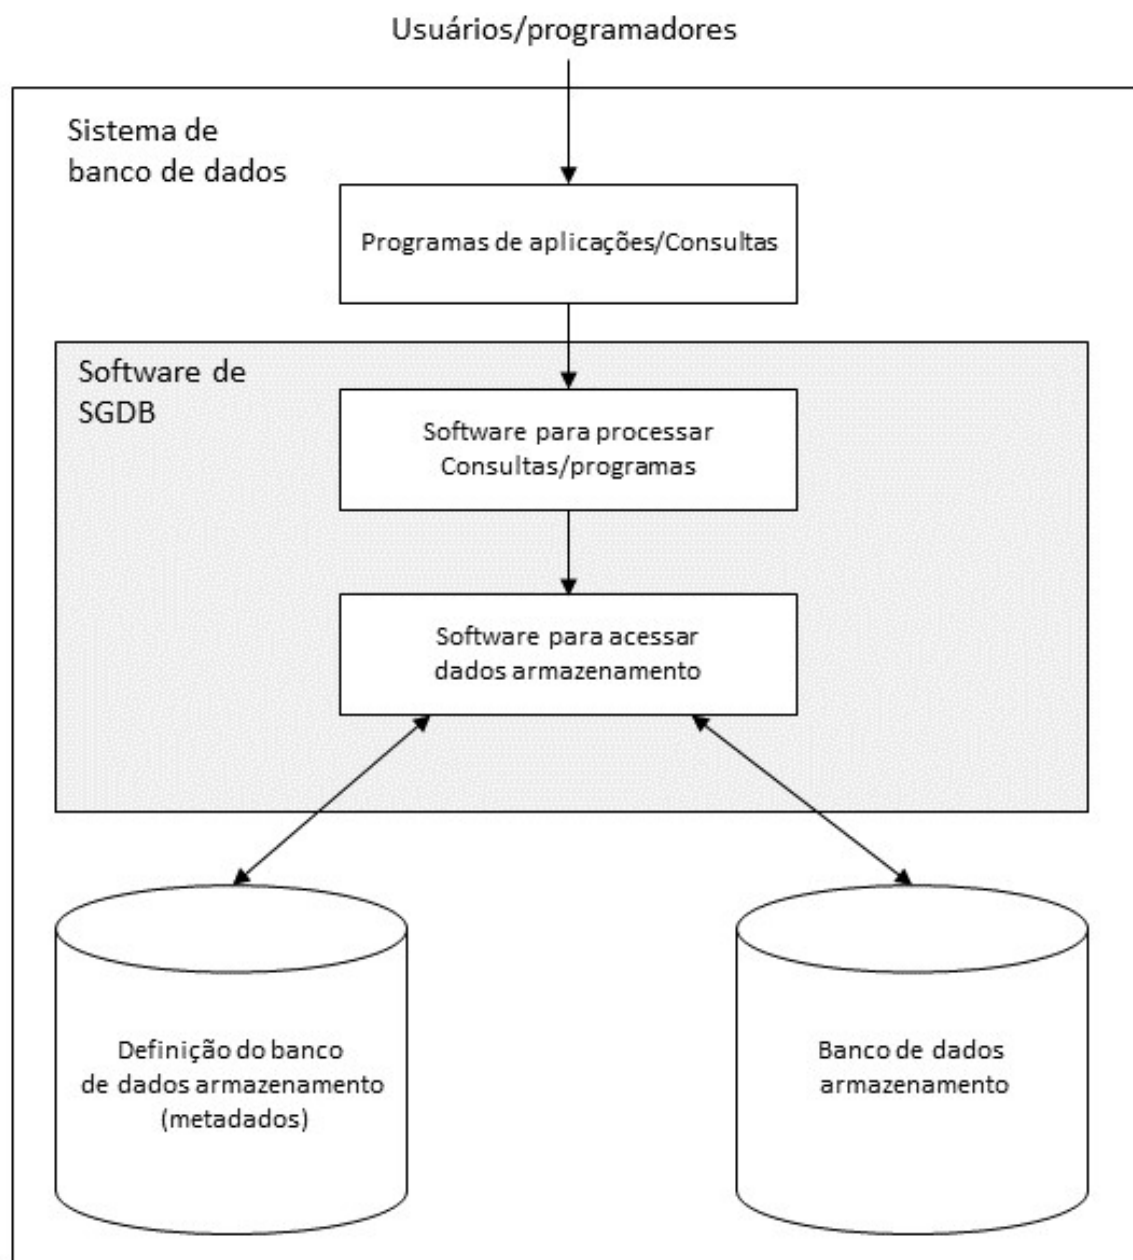 Usuários/programadores
Sistema de
banco de dados
Programas de aplicações/Consultas
Software de
SGDB
Software para processar
Consultas/programas
Software para acessar
dados armazenamento
Definição do banco
de dados armazenamento
(metadados)
Banco de dados
armazenamento